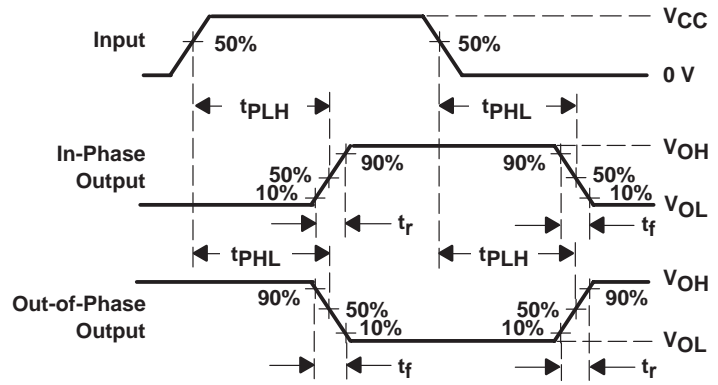 VCC
Input 50% 50%
0 V
tPLH tPHL
In-Phase Output 90% 90% VOH
50% 50%
10% 10% VOL
tr tf
tPHL tPLH
VOH
Out-of-Phase Output 90% 90%
50% 50%
10% 10% VOL
tf tr